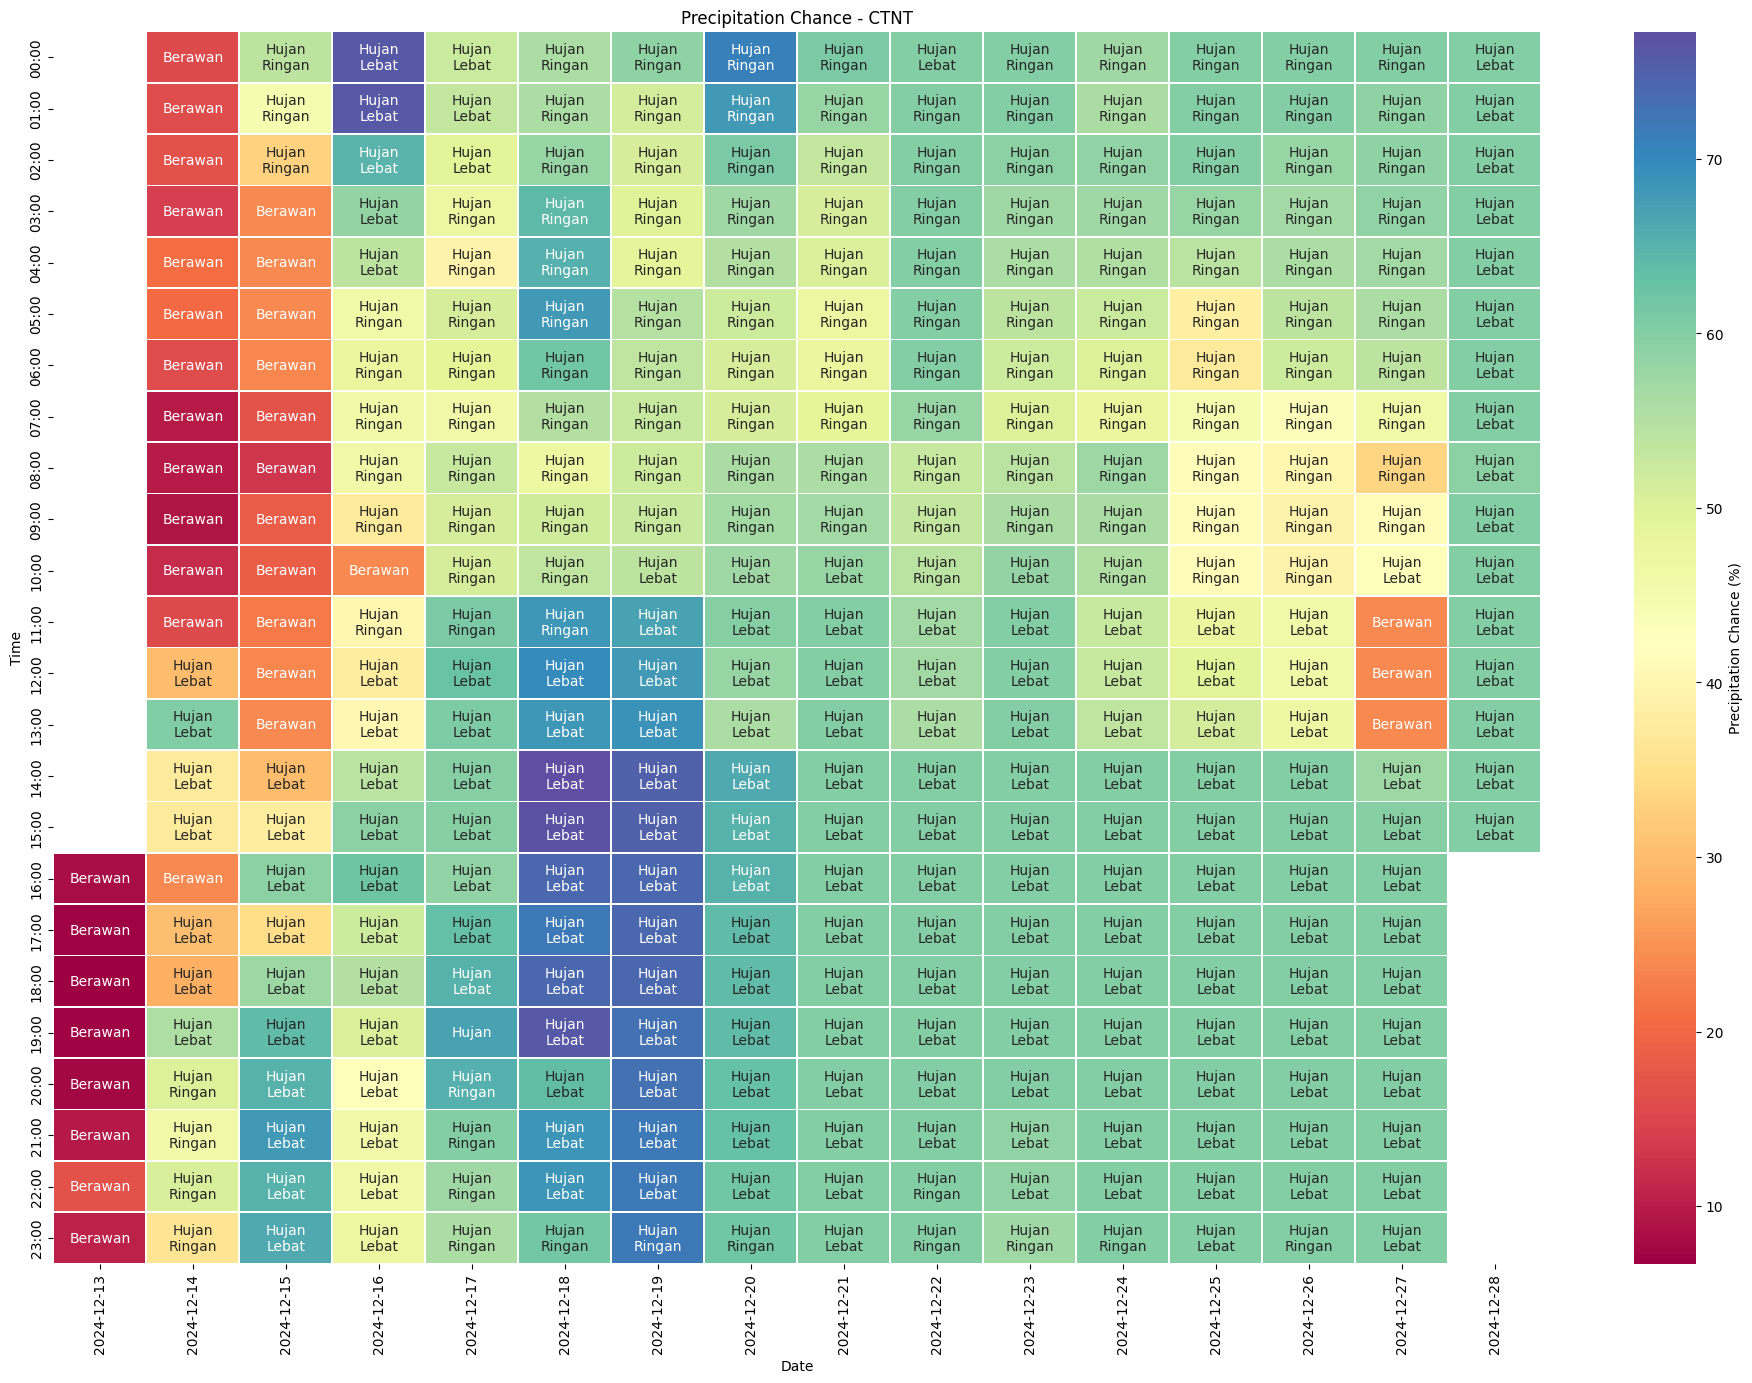 Precipitation Chance - CTNT
00:00 Berawan Hujan Ringan Hujan Lebat Hujan Lebat Hujan Ringan Hujan Ringan Hujan Ringan Hujan Ringan Hujan Lebat Hujan Ringan Hujan Ringan Hujan Ringan Hujan Ringan Hujan Ringan Hujan Lebat
01:00 Berawan Hujan Ringan Hujan Lebat Hujan Lebat Hujan Ringan Hujan Ringan Hujan Ringan Hujan Ringan Hujan Ringan Hujan Ringan Hujan Ringan Hujan Ringan Hujan Ringan Hujan Ringan Hujan Lebat
02:00 Berawan Hujan Ringan Hujan Lebat Hujan Lebat Hujan Ringan Hujan Ringan Hujan Ringan Hujan Ringan Hujan Ringan Hujan Ringan Hujan Ringan Hujan Ringan Hujan Ringan Hujan Ringan Hujan Lebat
03:00 Berawan Berawan Hujan Lebat Hujan Ringan Hujan Ringan Hujan Ringan Hujan Ringan Hujan Ringan Hujan Ringan Hujan Ringan Hujan Ringan Hujan Ringan Hujan Ringan Hujan Ringan Hujan Lebat
04:00 Berawan Berawan Hujan Lebat Hujan Ringan Hujan Ringan Hujan Ringan Hujan Ringan Hujan Ringan Hujan Ringan Hujan Ringan Hujan Ringan Hujan Ringan Hujan Ringan Hujan Ringan Hujan Lebat
05:00 Berawan Berawan Hujan Ringan Hujan Ringan Hujan Ringan Hujan Ringan Hujan Ringan Hujan Ringan Hujan Ringan Hujan Ringan Hujan Ringan Hujan Ringan Hujan Ringan Hujan Ringan Hujan Lebat
06:00 Berawan Berawan Hujan Ringan Hujan Ringan Hujan Ringan Hujan Ringan Hujan Ringan Hujan Ringan Hujan Ringan Hujan Ringan Hujan Ringan Hujan Ringan Hujan Ringan Hujan Ringan Hujan Lebat
07:00 Berawan Berawan Hujan Ringan Hujan Ringan Hujan Ringan Hujan Ringan Hujan Ringan Hujan Ringan Hujan Ringan Hujan Ringan Hujan Ringan Hujan Ringan Hujan Ringan Hujan Ringan Hujan Lebat
08:00 Berawan Berawan Hujan Ringan Hujan Ringan Hujan Ringan Hujan Ringan Hujan Ringan Hujan Ringan Hujan Ringan Hujan Ringan Hujan Ringan Hujan Ringan Hujan Ringan Hujan Ringan Hujan Lebat
09:00 Berawan Berawan Hujan Ringan Hujan Ringan Hujan Ringan Hujan Ringan Hujan Ringan Hujan Ringan Hujan Ringan Hujan Ringan Hujan Ringan Hujan Ringan Hujan Ringan Hujan Ringan Hujan Lebat
10:00 Berawan Berawan Berawan Hujan Ringan Hujan Ringan Hujan Lebat Hujan Lebat Hujan Lebat Hujan Ringan Hujan Lebat Hujan Ringan Hujan Ringan Hujan Ringan Hujan Lebat Hujan Lebat
11:00 Berawan Berawan Hujan Ringan Hujan Ringan Hujan Ringan Hujan Lebat Hujan Lebat Hujan Lebat Hujan Lebat Hujan Lebat Hujan Lebat Hujan Lebat Hujan Lebat Berawan Hujan Lebat
12:00 Hujan Lebat Berawan Hujan Lebat Hujan Lebat Hujan Lebat Hujan Lebat Hujan Lebat Hujan Lebat Hujan Lebat Hujan Lebat Hujan Lebat Hujan Lebat Hujan Lebat Berawan Hujan Lebat
13:00 Hujan Lebat Berawan Hujan Lebat Hujan Lebat Hujan Lebat Hujan Lebat Hujan Lebat Hujan Lebat Hujan Lebat Hujan Lebat Hujan Lebat Hujan Lebat Hujan Lebat Berawan Hujan Lebat
14:00 Hujan Lebat Hujan Lebat Hujan Lebat Hujan Lebat Hujan Lebat Hujan Lebat Hujan Lebat Hujan Lebat Hujan Lebat Hujan Lebat Hujan Lebat Hujan Lebat Hujan Lebat Hujan Lebat Hujan Lebat
15:00 Hujan Lebat Hujan Lebat Hujan Lebat Hujan Lebat Hujan Lebat Hujan Lebat Hujan Lebat Hujan Lebat Hujan Lebat Hujan Lebat Hujan Lebat Hujan Lebat Hujan Lebat Hujan Lebat Hujan Lebat
16:00 Berawan Berawan Hujan Lebat Hujan Lebat Hujan Lebat Hujan Lebat Hujan Lebat Hujan Lebat Hujan Lebat Hujan Lebat Hujan Lebat Hujan Lebat Hujan Lebat Hujan Lebat Hujan Lebat
17:00 Berawan Hujan Lebat Hujan Lebat Hujan Lebat Hujan Lebat Hujan Lebat Hujan Lebat Hujan Lebat Hujan Lebat Hujan Lebat Hujan Lebat Hujan Lebat Hujan Lebat Hujan Lebat Hujan Lebat
18:00 Berawan Hujan Lebat Hujan Lebat Hujan Lebat Hujan Lebat Hujan Lebat Hujan Lebat Hujan Lebat Hujan Lebat Hujan Lebat Hujan Lebat Hujan Lebat Hujan Lebat Hujan Lebat Hujan Lebat
19:00 Berawan Hujan Lebat Hujan Lebat Hujan Lebat Hujan Hujan Lebat Hujan Lebat Hujan Lebat Hujan Lebat Hujan Lebat Hujan Lebat Hujan Lebat Hujan Lebat Hujan Lebat Hujan Lebat
20:00 Berawan Hujan Ringan Hujan Lebat Hujan Lebat Hujan Ringan Hujan Lebat Hujan Lebat Hujan Lebat Hujan Lebat Hujan Lebat Hujan Lebat Hujan Lebat Hujan Lebat Hujan Lebat Hujan Lebat
21:00 Berawan Hujan Ringan Hujan Lebat Hujan Lebat Hujan Ringan Hujan Lebat Hujan Lebat Hujan Lebat Hujan Lebat Hujan Lebat Hujan Lebat Hujan Lebat Hujan Lebat Hujan Lebat Hujan Lebat
22:00 Berawan Hujan Ringan Hujan Lebat Hujan Lebat Hujan Ringan Hujan Lebat Hujan Lebat Hujan Lebat Hujan Lebat Hujan Ringan Hujan Lebat Hujan Lebat Hujan Lebat Hujan Lebat Hujan Lebat
23:00 Berawan Hujan Ringan Hujan Lebat Hujan Lebat Hujan Ringan Hujan Ringan Hujan Ringan Hujan Ringan Hujan Lebat Hujan Ringan Hujan Ringan Hujan Ringan Hujan Lebat Hujan Ringan Hujan Lebat
Time
2024-12-13 2024-12-14 2024-12-15 2024-12-16 2024-12-17 2024-12-18 2024-12-19 2024-12-20 2024-12-21 2024-12-22 2024-12-23 2024-12-24 2024-12-25 2024-12-26 2024-12-27 2024-12-28
Date
70
60
50
40
30
20
10
Precipitation Chance (%)